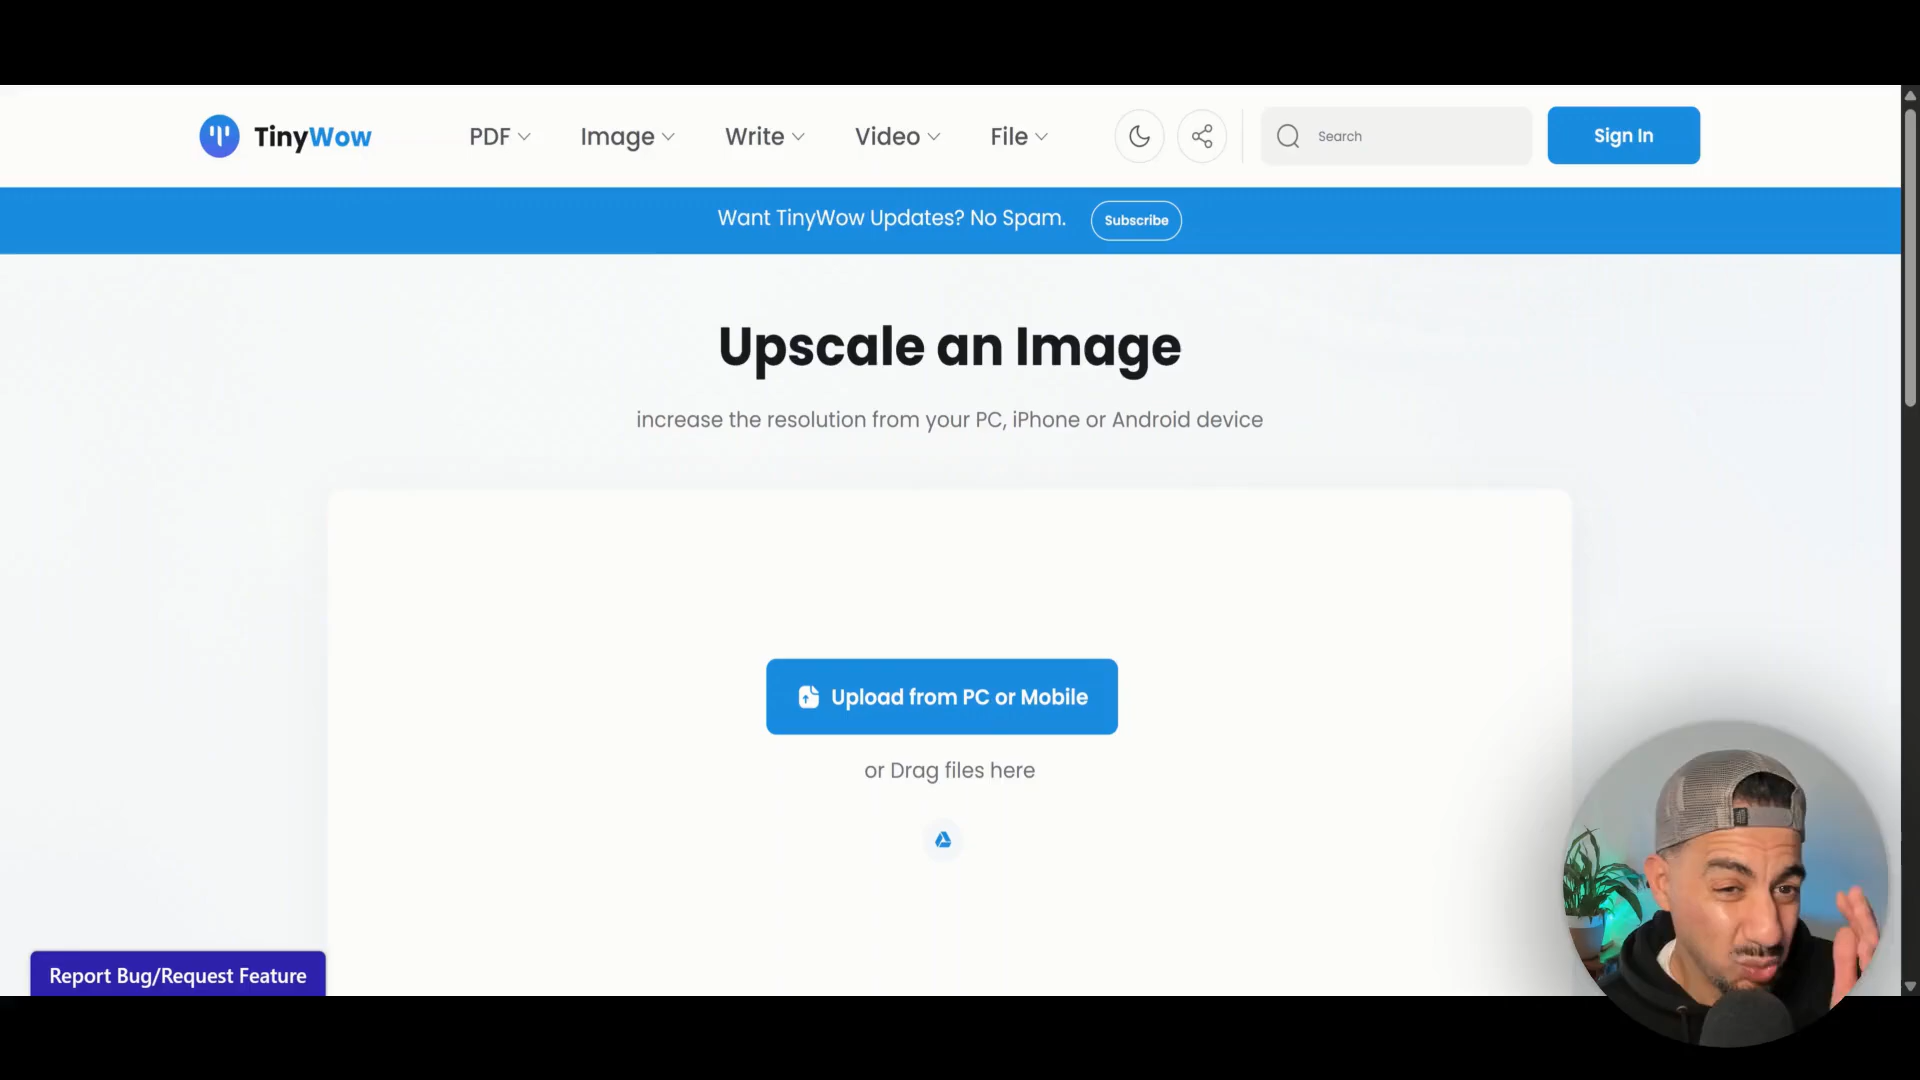 TinyWow PDF Image Write Video File Search Sign In
Want TinyWow Updates? No Spam. Subscribe
Upscale an Image
increase the resolution from your PC, iPhone or Android device
Upload from PC or Mobile
or Drag files here
Report Bug/Request Feature